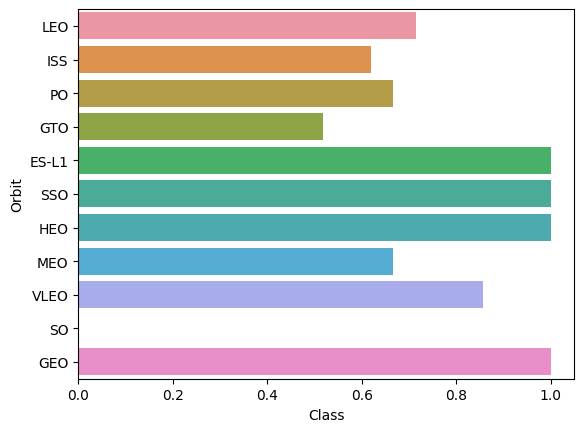 LEO
ISS
PO
GTO
ES-L1
SSO
HEO
MEO
VLEO
SO
GEO
Orbit
0.0 0.2 0.4 0.6 0.8 1.0
Class